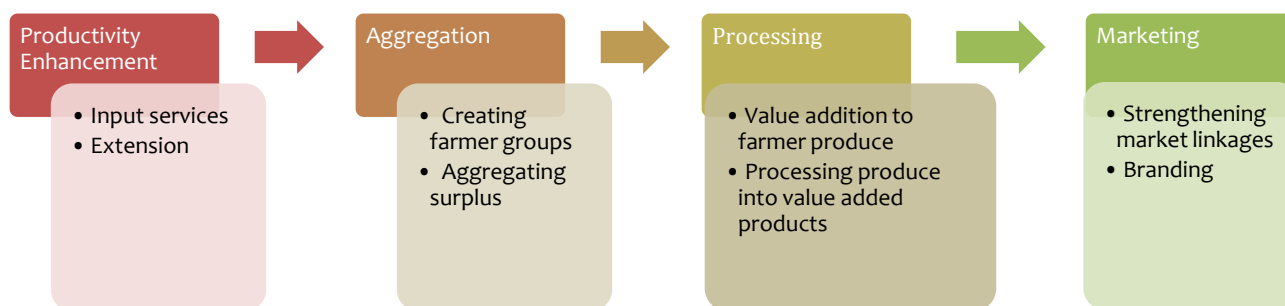 Productivity
Enhancement
• Input services
• Extension
Aggregation
• Creating
farmer groups
• Aggregating
surplus
Processing
• Value addition to
farmer produce
• Processing produce
into value added
products
Marketing
• Strengthening
market linkages
• Branding